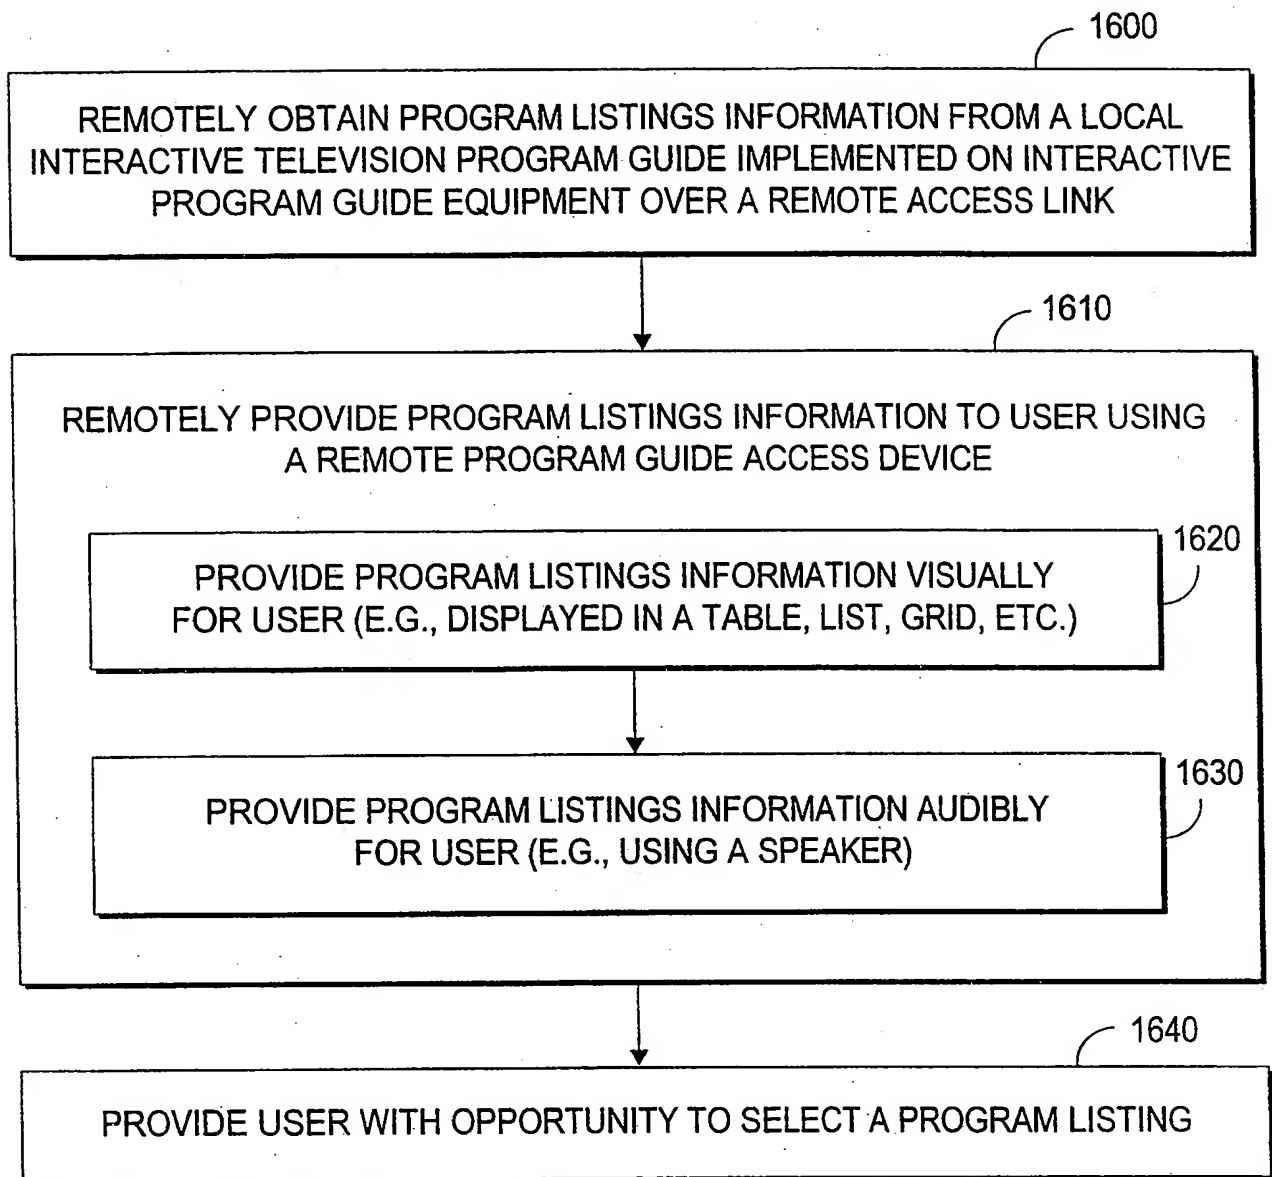 1600
REMOTELY OBTAIN PROGRAM LISTINGS INFORMATION FROM A LOCAL
INTERACTIVE TELEVISION PROGRAM GUIDE IMPLEMENTED ON INTERACTIVE
PROGRAM GUIDE EQUIPMENT OVER A REMOTE ACCESS LINK
1610
REMOTELY PROVIDE PROGRAM LISTINGS INFORMATION TO USER USING
A REMOTE PROGRAM GUIDE ACCESS DEVICE
1620
PROVIDE PROGRAM LISTINGS INFORMATION VISUALLY
FOR USER (E.G., DISPLAYED IN A TABLE, LIST, GRID, ETC.)
1630
PROVIDE PROGRAM LISTINGS INFORMATION AUDIBLY
FOR USER (E.G., USING A SPEAKER)
1640
PROVIDE USER WITH OPPORTUNITY TO SELECT A PROGRAM LISTING